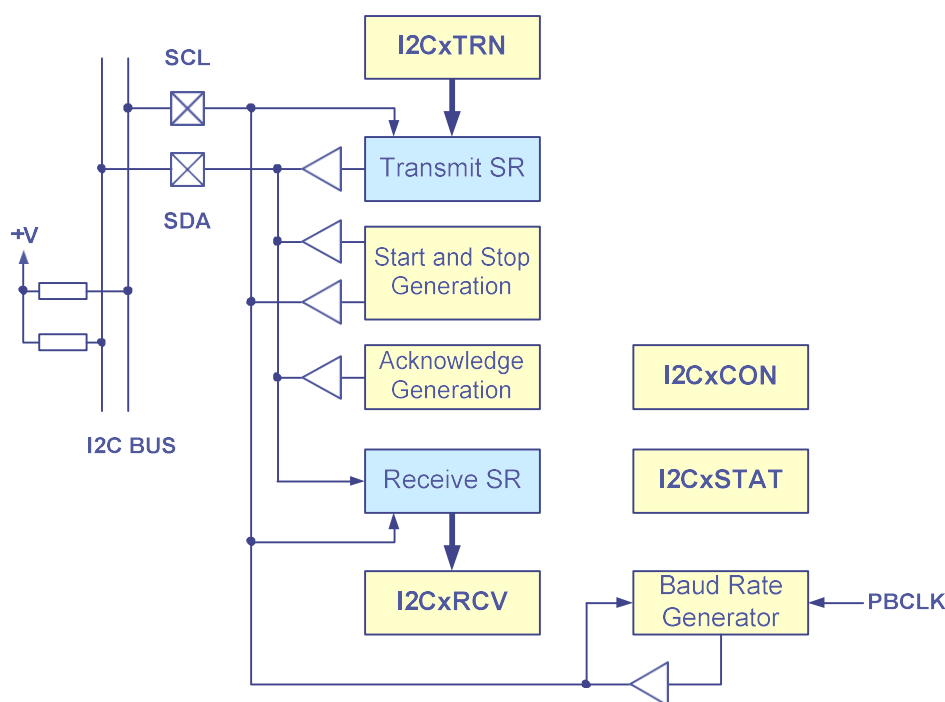 I2CxTRN
SCL
Transmit SR
SDA
+V
Start and Stop
Generation
Acknowledge
Generation
I2CxCON
I2C BUS
Receive SR
I2CxSTAT
I2CxRCV
Baud Rate
Generator
PBCLK